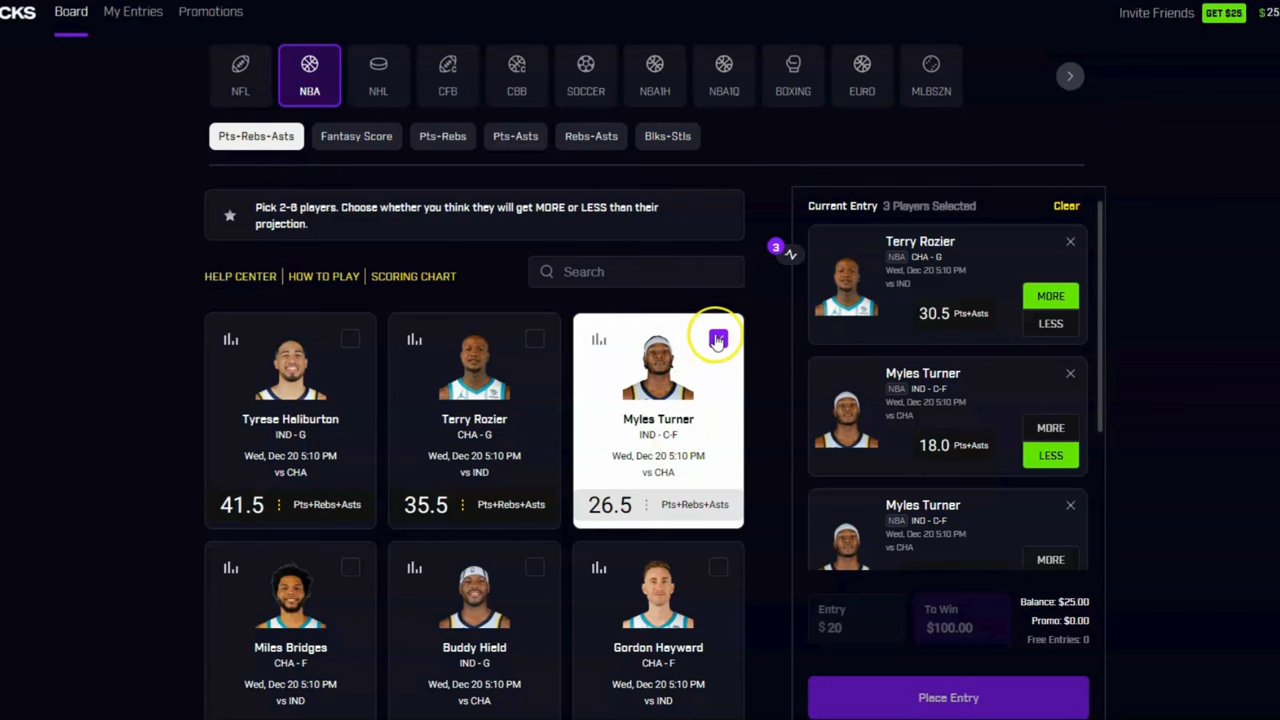 CKS Board My Entries Promotions Invite Friends GET $25 $25
NFL NBA NHL CFB CBB SOCCER NBA1H NBA1Q BOXING EURO MLBSZN
Pts-Rebs-Asts Fantasy Score Pts-Rebs Pts-Asts Rebs-Asts Blks-Stls
Pick 2-6 players. Choose whether you think they will get MORE or LESS than their
projection.
HELP CENTER HOW TO PLAY SCORING CHART
Search
Tyrese Haliburton
IND - G
Wed, Dec 20 5:10 PM
vs CHA
41.5 Pts+Rebs+Asts
Terry Rozier
CHA - G
Wed, Dec 20 5:10 PM
vs IND
35.5 Pts+Rebs+Asts
Myles Turner
IND - C-F
Wed, Dec 20 5:10 PM
vs CHA
26.5 Pts+Rebs+Asts
Miles Bridges
CHA - F
Wed, Dec 20 5:10 PM
vs IND
Buddy Hield
IND - G
Wed, Dec 20 5:10 PM
vs CHA
Gordon Hayward
CHA - F
Wed, Dec 20 5:10 PM
vs IND
Current Entry 3 Players Selected Clear
3
Terry Rozier
NBA CHA - G
Wed, Dec 20 5:10 PM
vs IND
30.5 Pts+Asts
MORE
LESS
Myles Turner
NBA IND - C-F
Wed, Dec 20 5:10 PM
vs CHA
18.0 Pts+Asts
MORE
LESS
Myles Turner
NBA IND - C-F
Wed, Dec 20 5:10 PM
vs CHA
MORE
Entry
$ 20
To Win
$100.00
Balance: $25.00
Promo: $0.00
Free Entries: 0
Place Entry